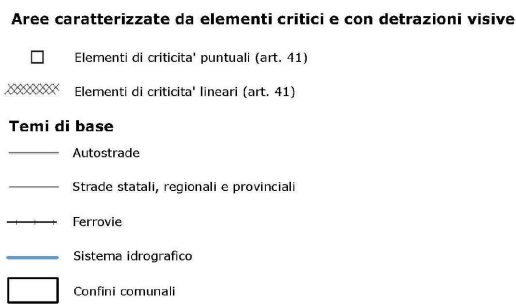 Aree caratterizzate da elementi critici e con detrazioni visive
Elementi di criticita' puntuali (art. 41)
Elementi di criticita' lineari (art. 41)
Temi di base
Autostrade
Strade statali, regionali e provinciali
Ferrovie
Sistema idrografico
Confini comunali